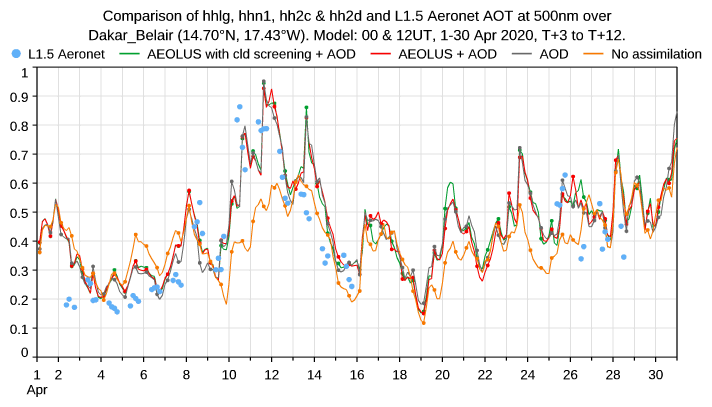 Comparison of hhlg, hhn1, hh2c & hh2d and L1.5 Aeronet AOT at 500nm over
Dakar_Belair (14.70°N, 17.43°W). Model: 00 & 12UT, 1-30 Apr 2020, T+3 to T+12.
L1.5 Aeronet AEOLUS with cld screening + AOD AEOLUS + AOD AOD No assimilation
1
0.9
0.8
0.7
0.6
0.5
0.4
0.3
0.2
0.1
0
1 2 4 6 8 10 12 14 16 18 20 22 24 26 28 30
Apr